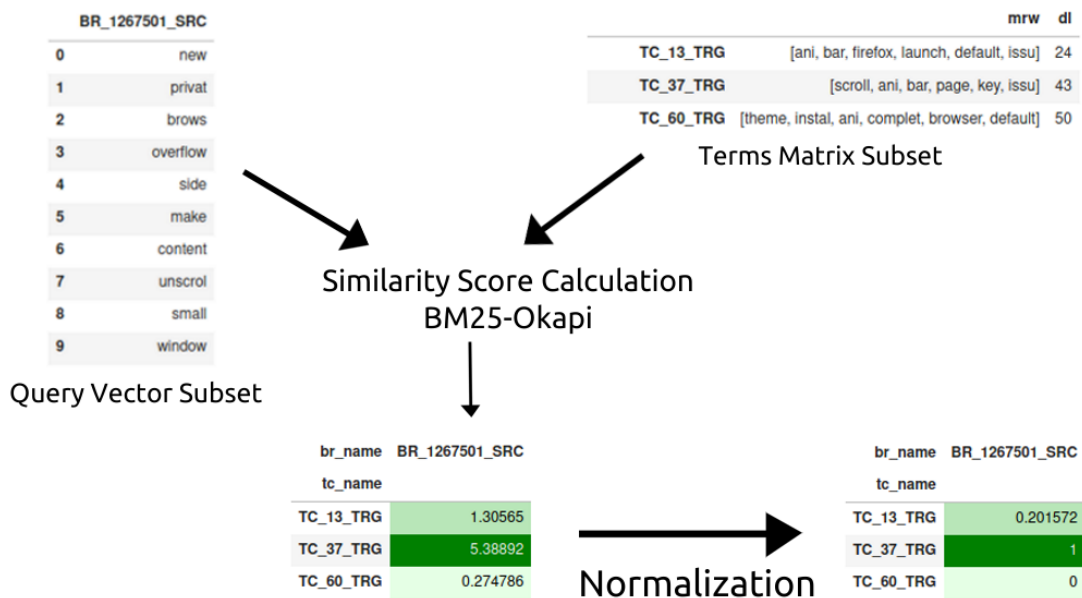 BR_1267501_SRC
0 new
1 privat
2 brows
3 overflow
4 side
5 make
6 content
7 unscrol
8 small
9 window
Query Vector Subset
mrw dl
TC_13_TRG [ani, bar, firefox, launch, default, issu] 24
TC_37_TRG [scroll, ani, bar, page, key, issu] 43
TC_60_TRG [theme, instal, ani, complet, browser, default] 50
Terms Matrix Subset
Similarity Score Calculation
BM25-Okapi
br_name BR_1267501_SRC
tc_name
TC_13_TRG 1.30565
TC_37_TRG 5.38892
TC_60_TRG 0.274786
Normalization
br_name BR_1267501_SRC
tc_name
TC_13_TRG 0.201572
TC_37_TRG 1
TC_60_TRG 0